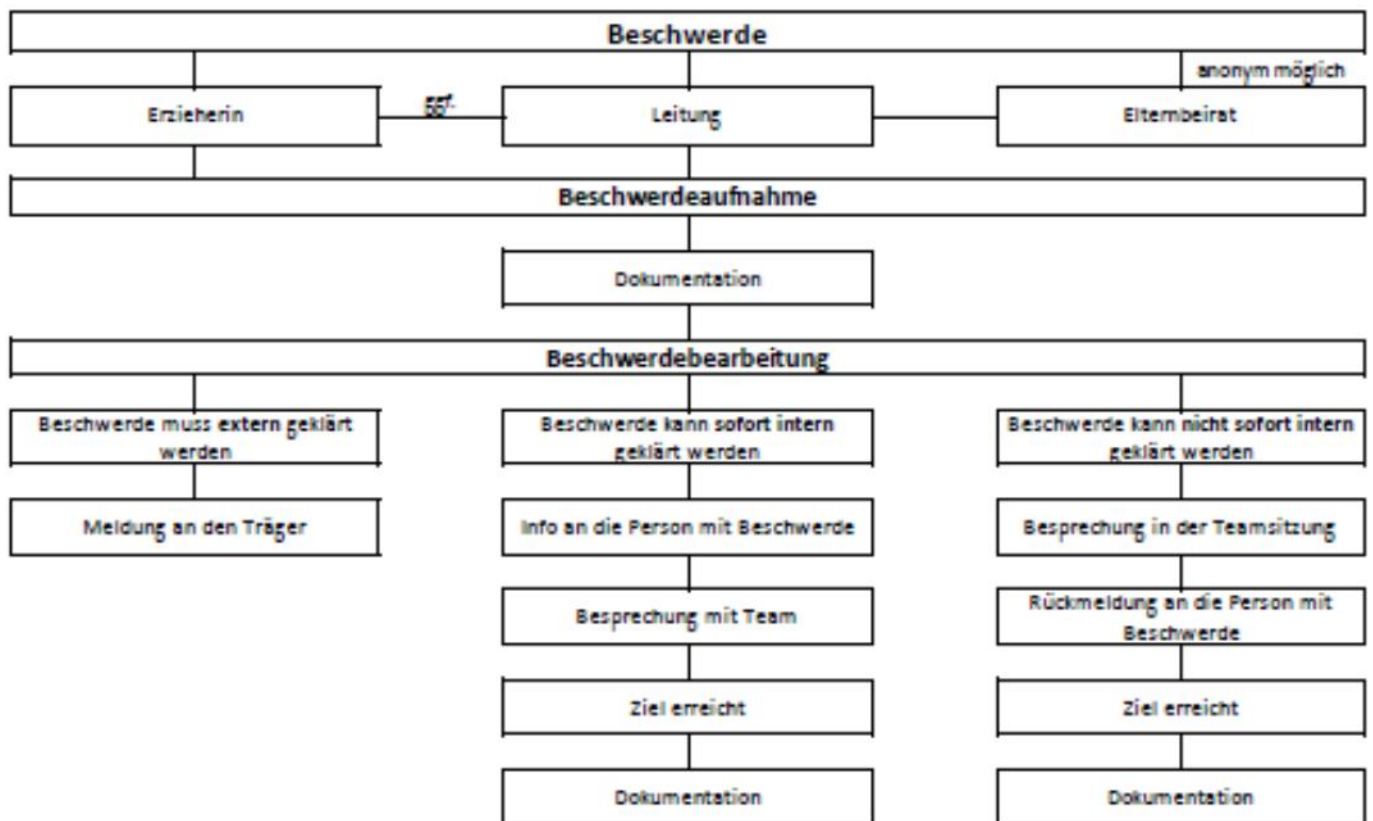 Beschwerde
anonym möglich
Erzieherin
ggf.
Leitung
Elternbeirat
Beschwerdeaufnahme
Dokumentation
Beschwerdebearbeitung
Beschwerde muss extern geklärt
werden
Beschwerde kann sofort intern
geklärt werden
Beschwerde kann nicht sofort intern
geklärt werden
Meldung an den Träger
Info an die Person mit Beschwerde
Besprechung in der Teamsitzung
Besprechung mit Team
Rückmeldung an die Person mit
Beschwerde
Ziel erreicht
Ziel erreicht
Dokumentation
Dokumentation